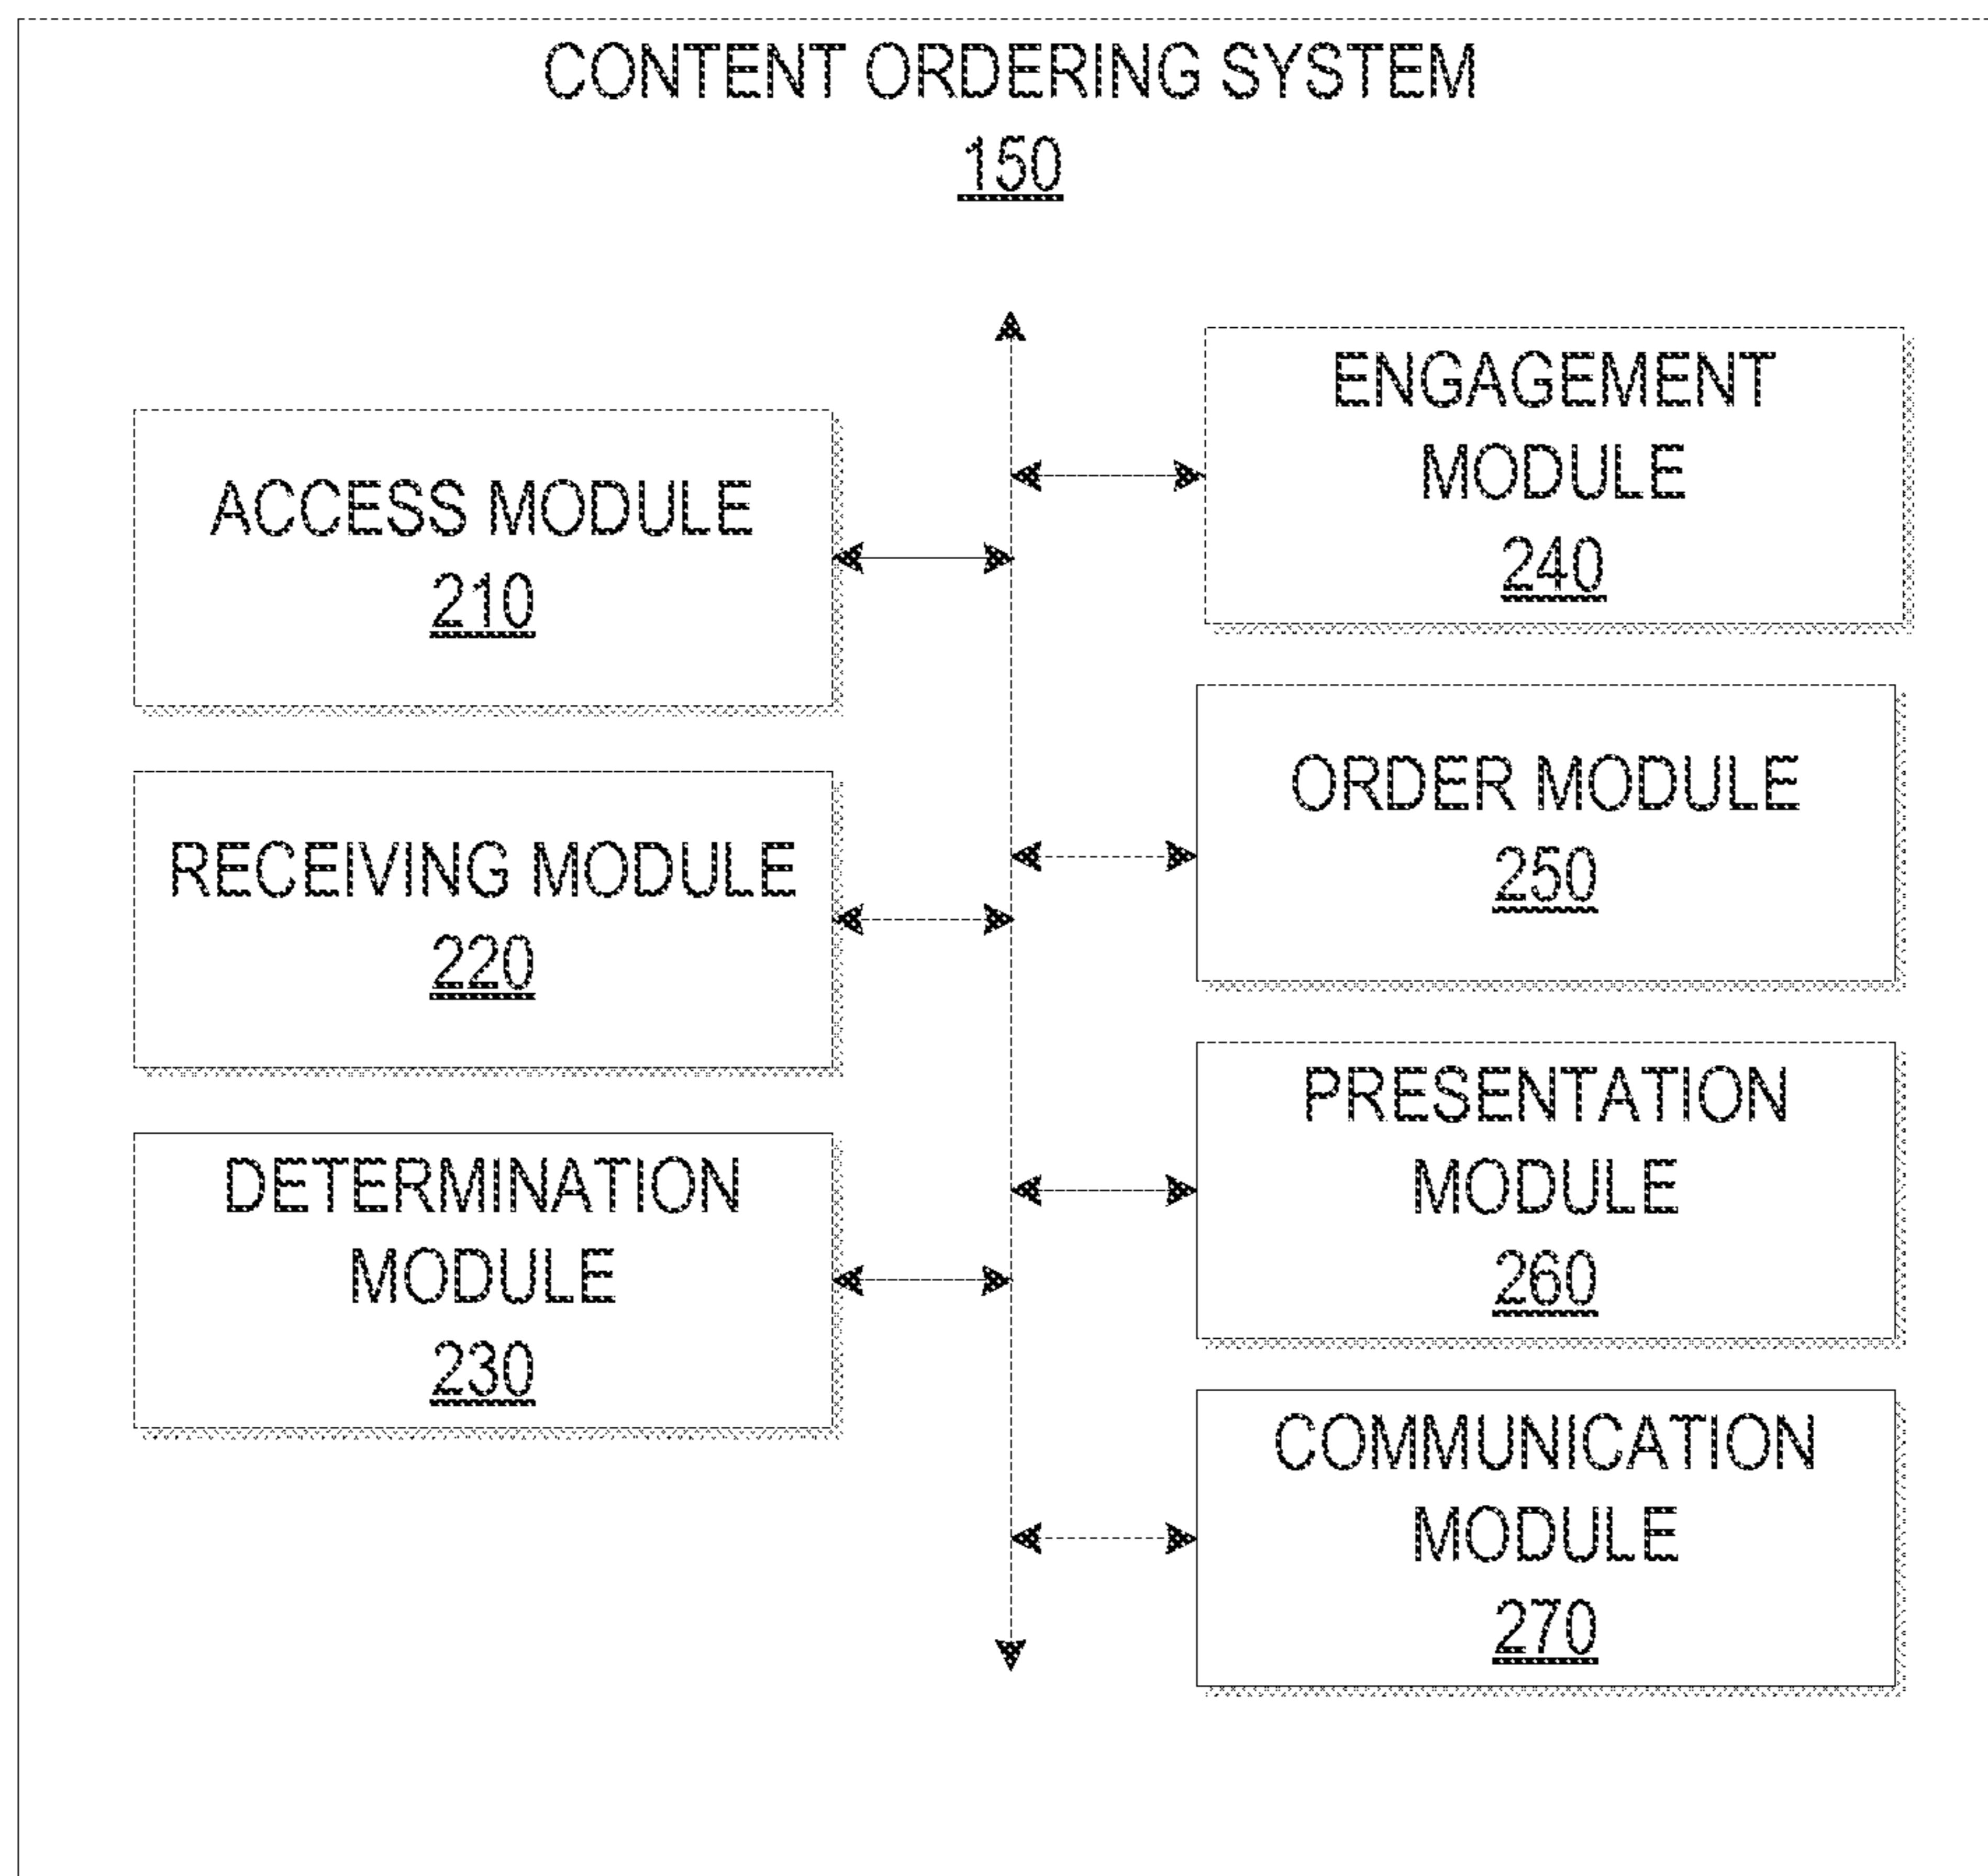 CONTENT ORDERING SYSTEM
150
ACCESS MODULE
210
RECEIVING MODULE
220
DETERMINATION
MODULE
230
ENGAGEMENT
MODULE
240
ORDER MODULE
250
PRESENTATION
MODULE
260
COMMUNICATION
MODULE
270